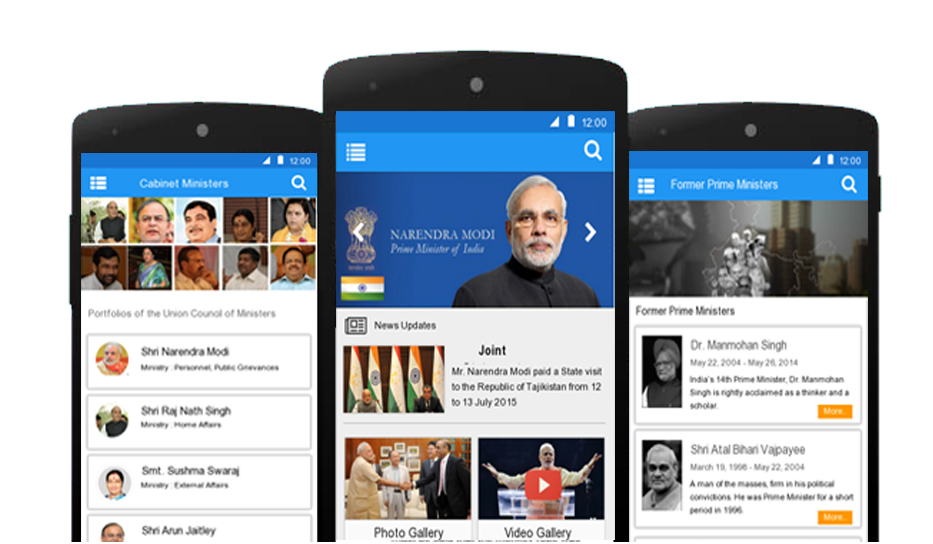 12:00
Cabinet Ministers
Portfolios of the Union Council of Ministers
Shri Narendra Modi
Ministry : Personnel, Public Grievances
Shri Raj Nath Singh
Ministry : Home Affairs
Smt. Sushma Swaraj
Ministry : External Affairs
Shri Arun Jaitley
12:00
NARENDRA MODI
Prime Minister of India
News Updates
Joint
Mr. Narendra Modi paid a State visit
to the Republic of Tajikistan from 12
to 13 July 2015
Photo Gallery
Video Gallery
12:00
Former Prime Ministers
Former Prime Ministers
Dr. Manmohan Singh
May 22, 2004 - May 26, 2014
India's 14th Prime Minister, Dr. Manmohan
Singh is rightly acclaimed as a thinker and a
scholar.
More..
Shri Atal Bihari Vajpayee
March 19, 1998 - May 22, 2004
A man of the masses, firm in his political
convictions. He was Prime Minister for a short
period in 1996.
More..